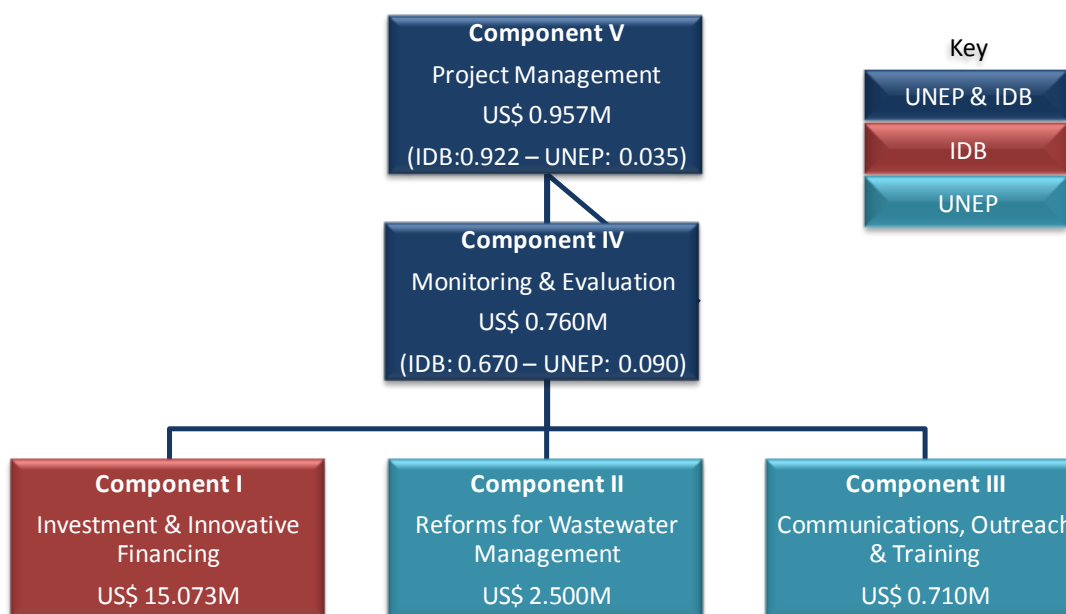 Component V
Project Management
US$ 0.957M
(IDB:0.922 – UNEP: 0.035)
Key
UNEP & IDB
IDB
UNEP
Component IV
Monitoring & Evaluation
US$ 0.760M
(IDB: 0.670 – UNEP: 0.090)
Component I
Investment & Innovative
Financing
US$ 15.073M
Component II
Reforms for Wastewater
Management
US$ 2.500M
Component III
Communications, Outreach
& Training
US$ 0.710M